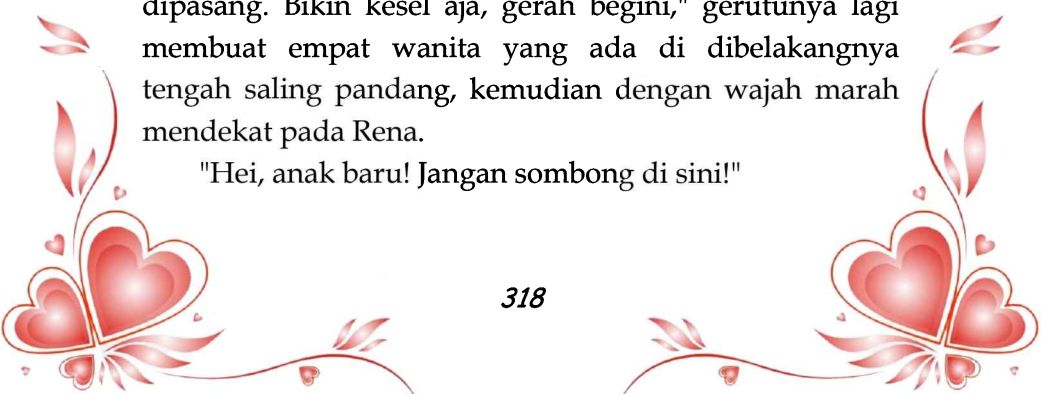 dipasang. Bikin kesel aja, gerah begini," gerutunya lagi
membuat empat wanita yang ada di dibelakangnya
tengah saling pandang, kemudian dengan wajah marah
mendekat pada Rena.
"Hei, anak baru! Jangan sombong di sini!"
318